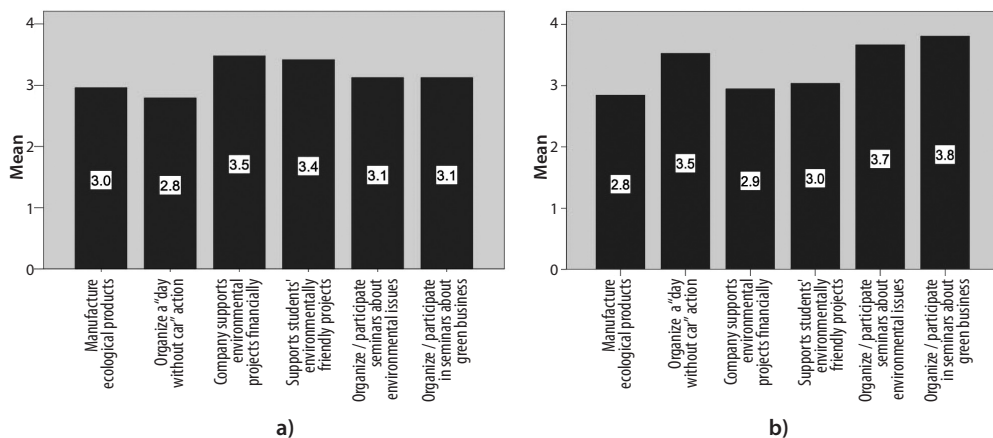 4
3
2
1
0
Mean
3.0
2.8
3.5
3.4
3.1
3.1
Manufacture
ecological products
Organize a “day
without car” action
Company supports
environmental
projects financially
Supports students’
environmentally
friendly projects
Organize / participate
seminars about
environmental issues
Organize / participate
in seminars about
green business
a)
4
3
2
1
0
Mean
2.8
3.5
2.9
3.0
3.7
3.8
Manufacture
ecological products
Organize a “day
without car” action
Company supports
environmental
projects financially
Supports students’
environmentally
friendly projects
Organize / participate
seminars about
environmental issues
Organize / participate
in seminars about
green business
b)